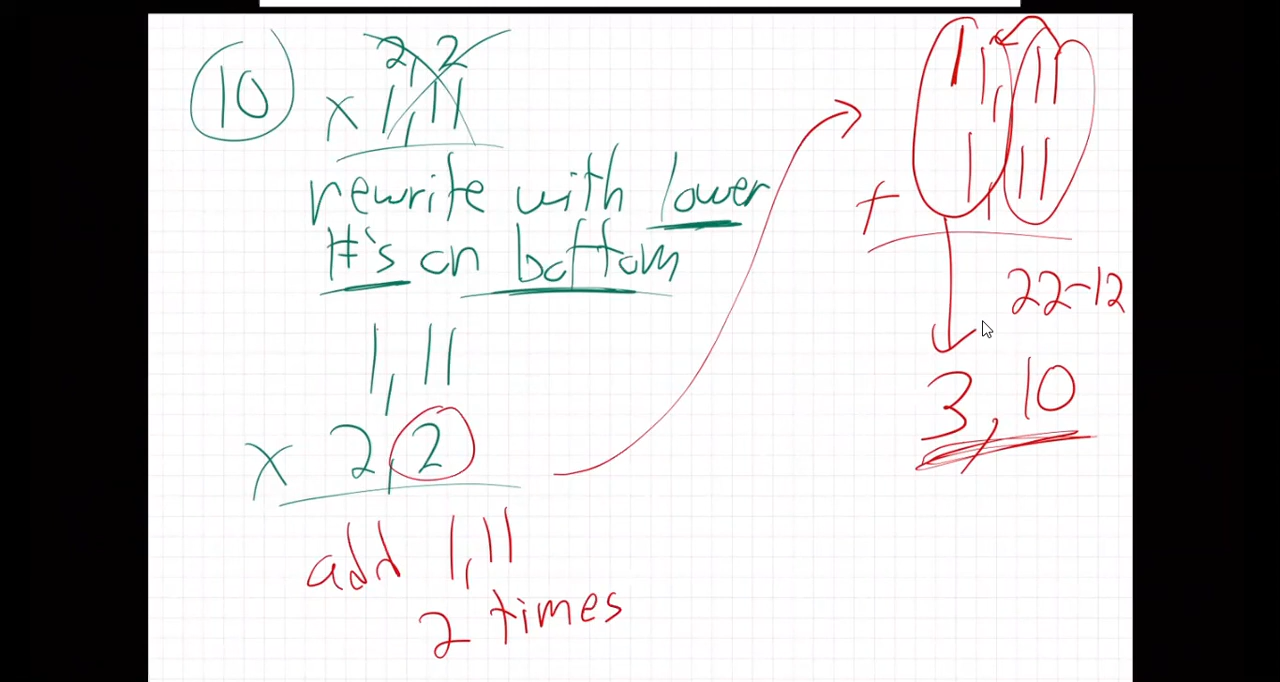 10
2,2
x 1,11
rewrite with lower
#'s on bottom
1,11
x 2,2
add 1,11
2 times
1
1,11
+ 1,11
22-12
3,10